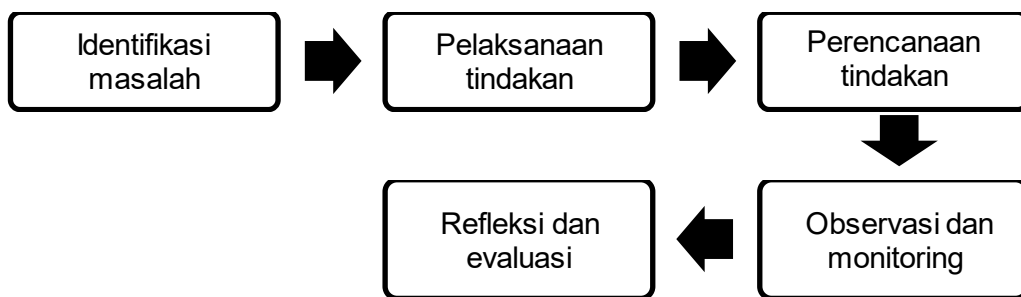 Identifikasi
masalah
Pelaksanaan
tindakan
Perencanaan
tindakan
Observasi dan
monitoring
Refleksi dan
evaluasi